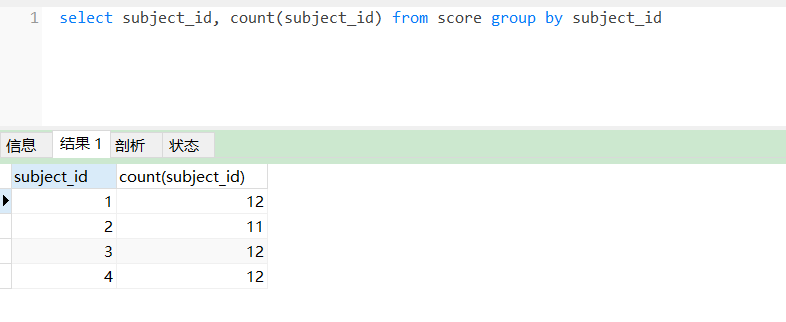 1 select subject_id, count(subject_id) from score group by subject_id
信息 结果 1 剖析 状态
subject_id count(subject_id)
1 12
2 11
3 12
4 12